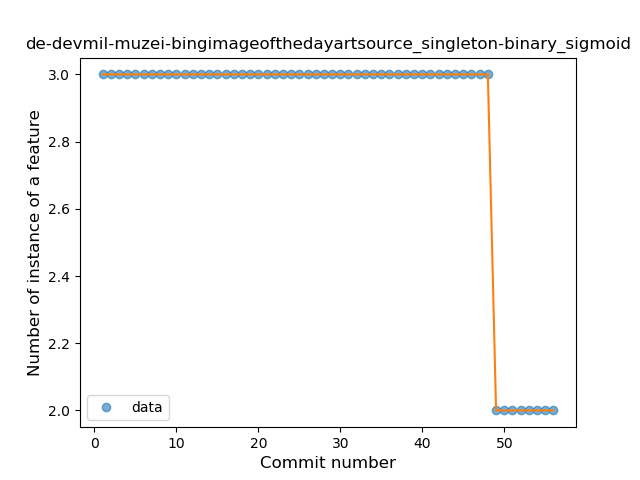 de-devmil-muzei-bingimageofthedayartsource_singleton-binary_sigmoid
3.0
2.8
2.6
2.4
2.2
2.0
Number of instance of a feature
data
0 10 20 30 40 50
Commit number